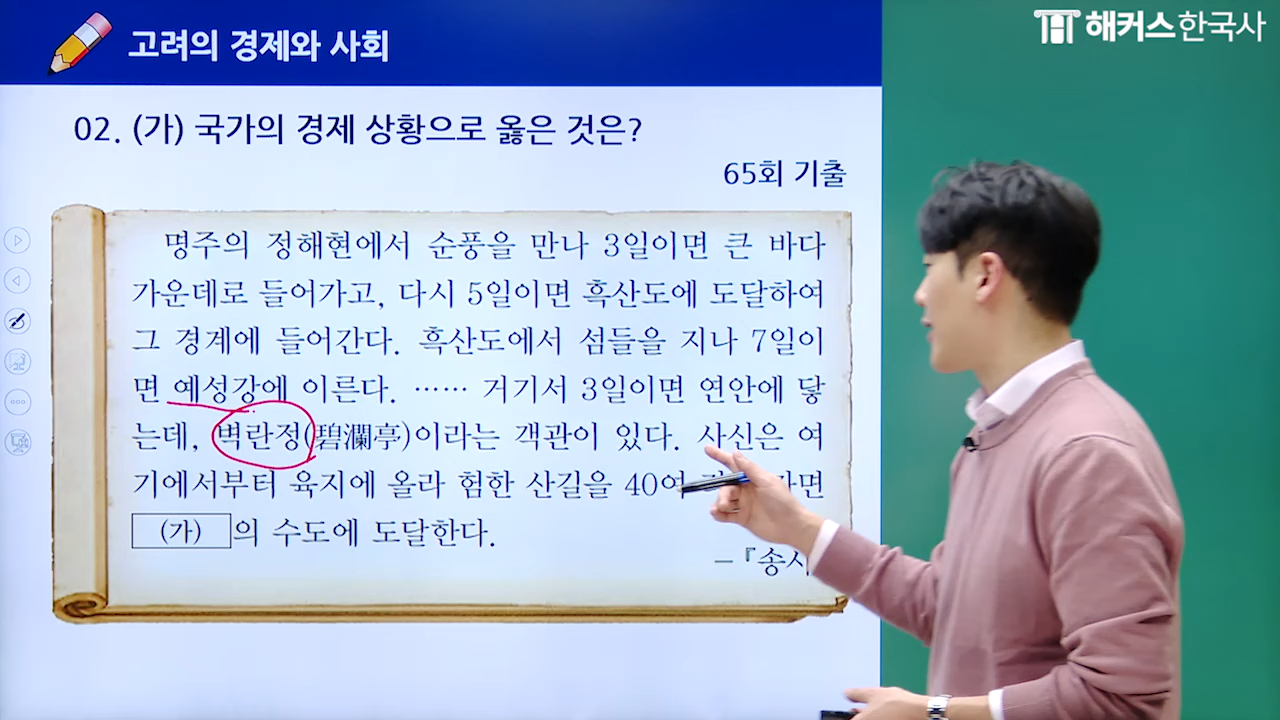 고려의 경제와 사회
해커스한국사
02. (가) 국가의 경제 상황으로 옳은 것은?
65회 기출
명주의 정해현에서 순풍을 만나 3일이면 큰 바다
가운데로 들어가고, 다시 5일이면 흑산도에 도달하여
그 경계에 들어간다. 흑산도에서 섬들을 지나 7일이
면 예성강에 이른다. …… 거기서 3일이면 연안에 닿
는데, 벽란정(碧瀾亭)이라는 객관이 있다. 사신은 여
기에서부터 육지에 올라 험한 산길을 40여
(가)의 수도에 도달한다.
–『송사